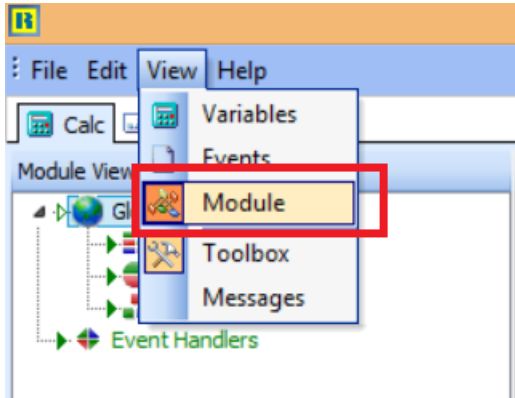 File Edit View Help
Calc
Variables
Events
Module View
Module
Toolbox
Messages
Event Handlers